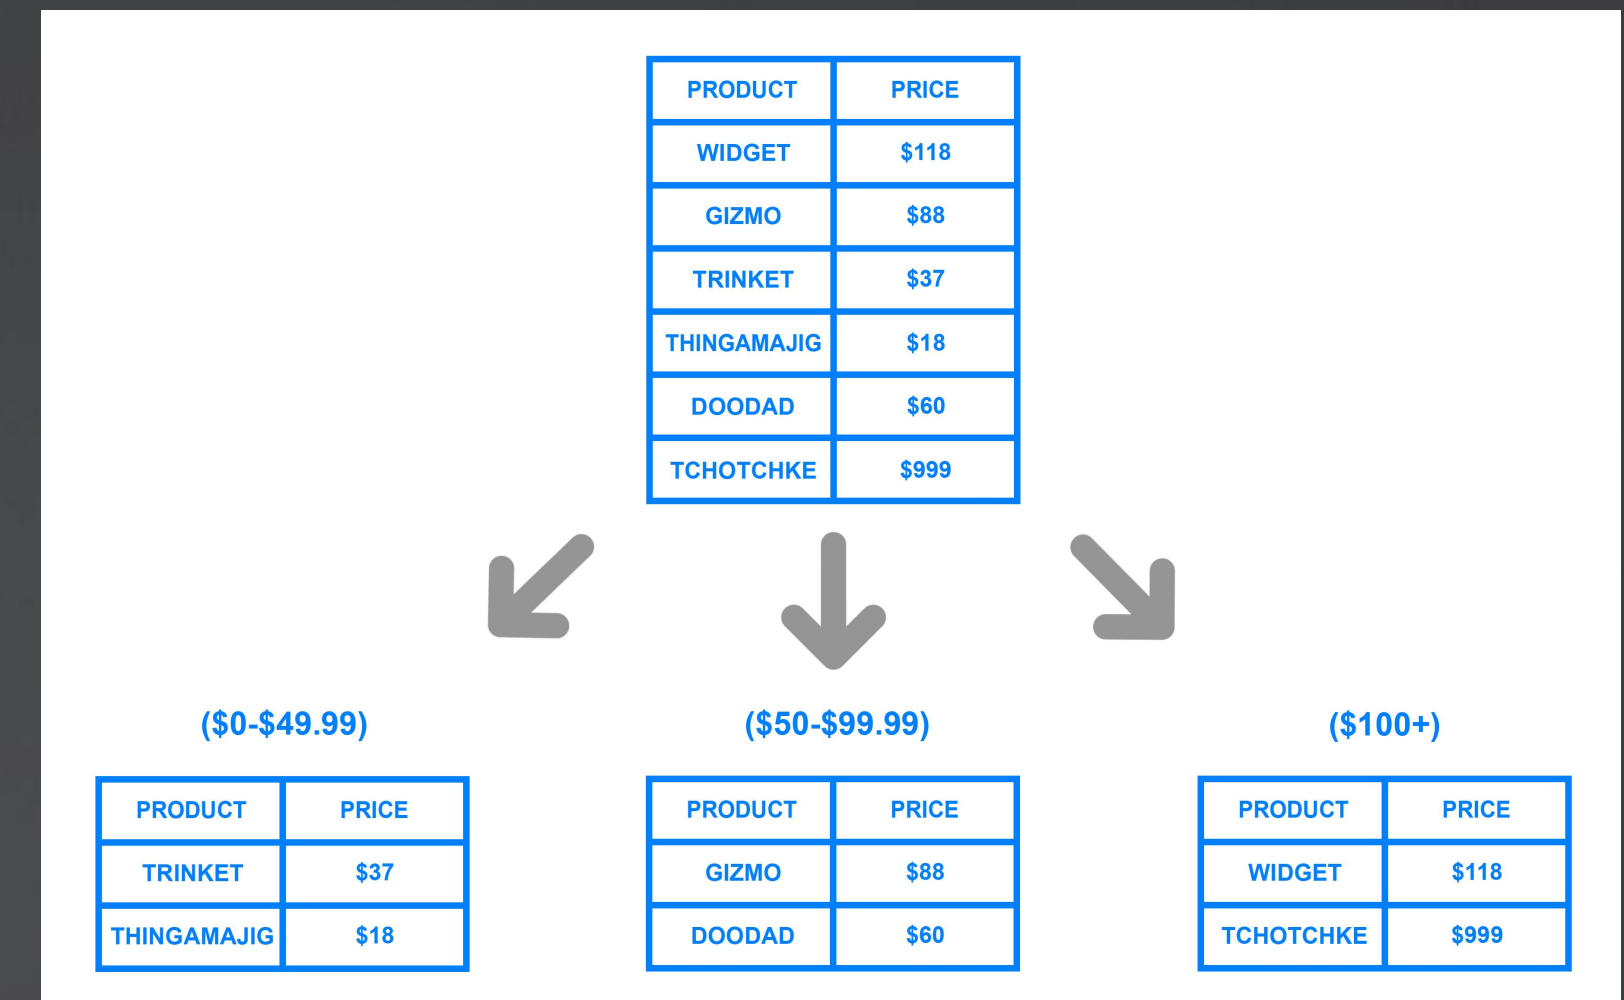 PRODUCT PRICE
WIDGET $118
GIZMO $88
TRINKET $37
THINGAMAJIG $18
DOODAD $60
TCHOTCHKE $999
($0-$49.99)
PRODUCT PRICE
TRINKET $37
THINGAMAJIG $18
($50-$99.99)
PRODUCT PRICE
GIZMO $88
DOODAD $60
($100+)
PRODUCT PRICE
WIDGET $118
TCHOTCHKE $999